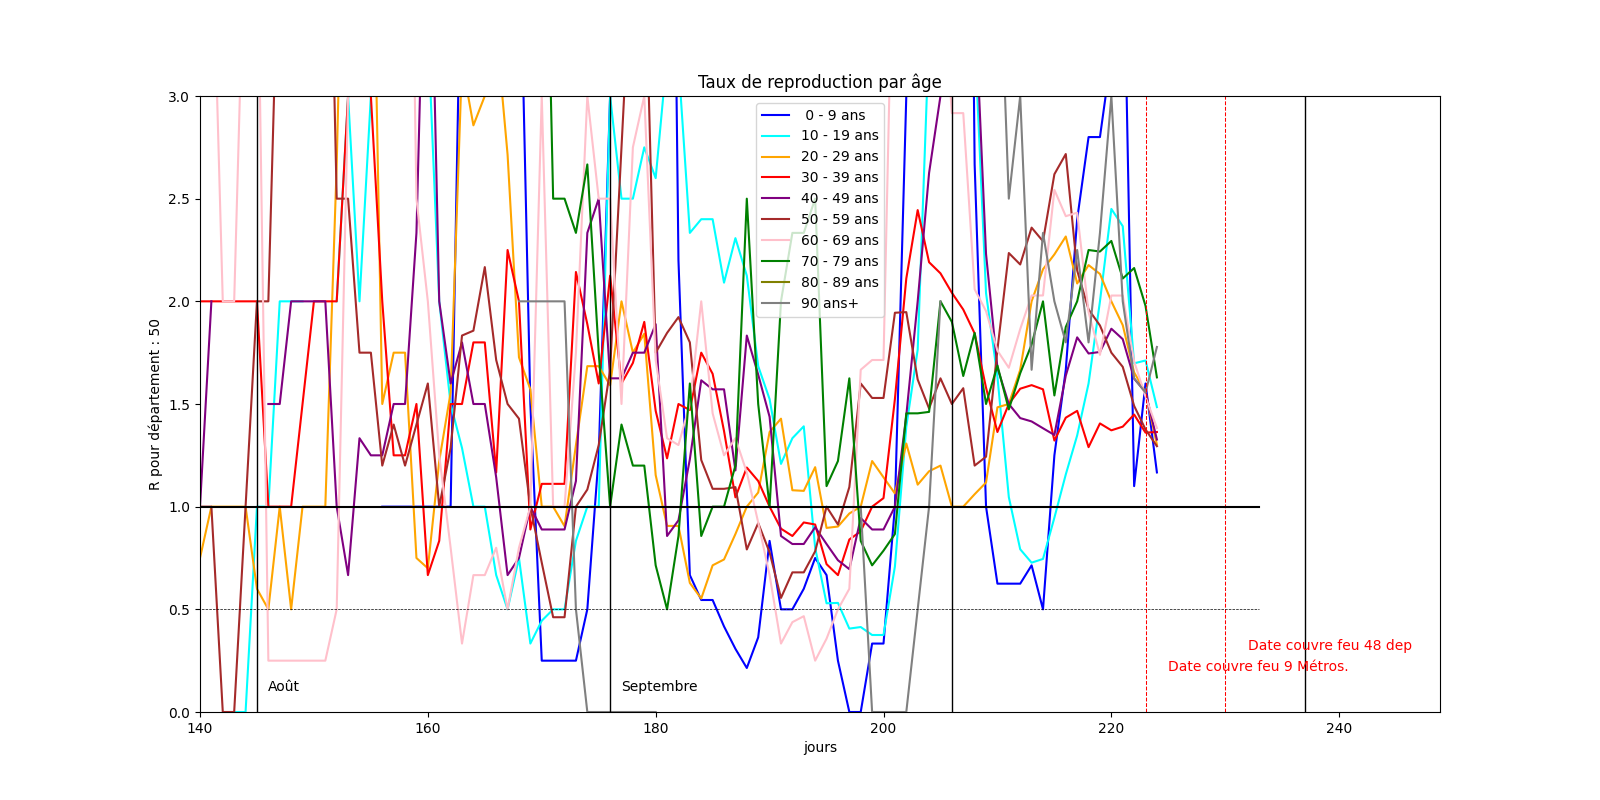 Taux de reproduction par âge
3.0
2.5
2.0
1.5
1.0
0.5
0.0
R pour département : 50
0 - 9 ans
10 - 19 ans
20 - 29 ans
30 - 39 ans
40 - 49 ans
50 - 59 ans
60 - 69 ans
70 - 79 ans
80 - 89 ans
90 ans+
Date couvre feu 48 dep
Date couvre feu 9 Métros.
Août
Septembre
140
160
180
200
220
240
jours